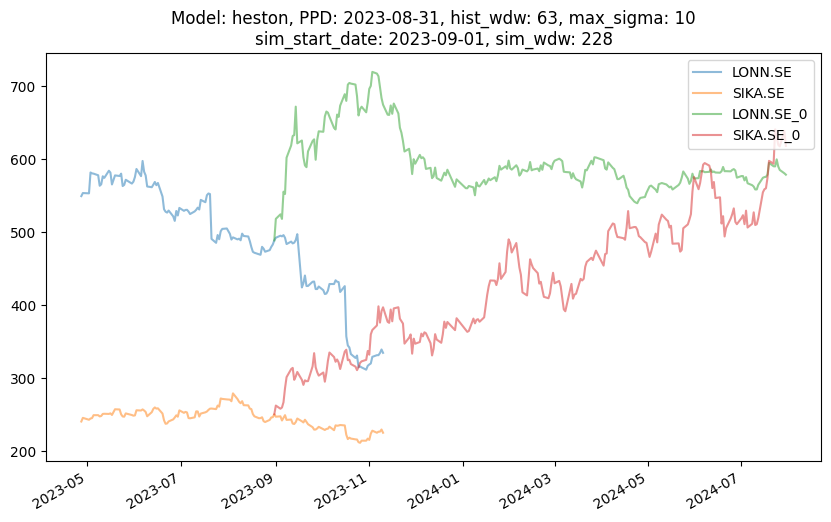 Model: heston, PPD: 2023-08-31, hist_wdw: 63, max_sigma: 10
sim_start_date: 2023-09-01, sim_wdw: 228
LONN.SE
SIKA.SE
LONN.SE_0
SIKA.SE_0
700
600
500
400
300
200
2023-05
2023-07
2023-09
2023-11
2024-01
2024-03
2024-05
2024-07